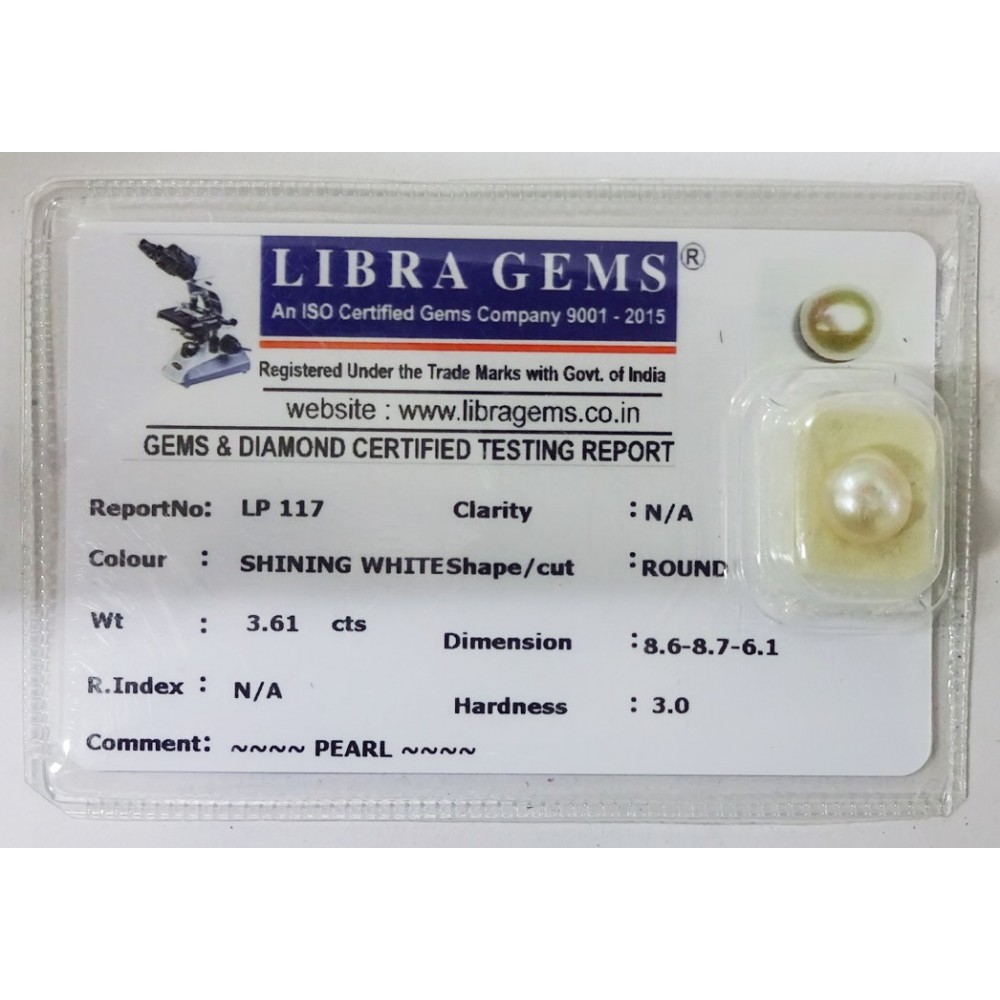 LIBRA GEMS ®
An ISO Certified Gems Company 9001 - 2015
Registered Under the Trade Marks with Govt. of India
website : www.libragems.co.in
GEMS & DIAMOND CERTIFIED TESTING REPORT
ReportNo: LP 117 Clarity : N/A
Colour : SHINING WHITE Shape/cut : ROUND
Wt : 3.61 cts Dimension : 8.6-8.7-6.1
R.Index : N/A Hardness : 3.0
Comment: ~~~~ PEARL ~~~~